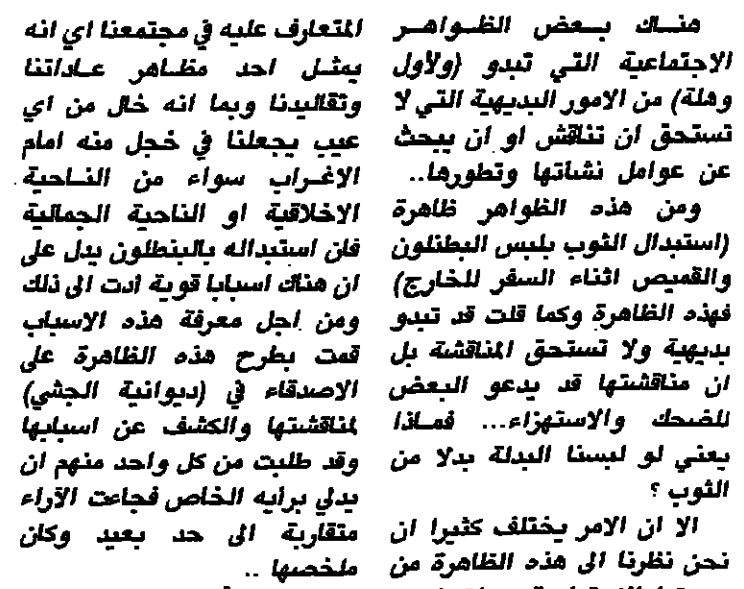 هناك بعض الظواهر
الاجتماعية التي تبدو (ولأول
وهلة) من الامور البديهية التي لا
تستحق ان تناقش او ان يبحث
عن عوامل نشاتها وتطورها..
ومن هذه الظواهر ظاهرة
(استبدال الثوب بلبس البطنلون
والقميص اثناء السفر للخارج)
فهذه الظاهرة وكما قلت قد تبدو
بديهية ولا تستحق المناقشة بل
ان مناقشتها قد يدعو البعض
للضحك والاستهزاء... فماذا
يعني لو لبسنا البدلة بدلا من
الثوب ؟
الا ان الامر يختلف كثيرا ان
نحن نظرنا الى هذه الظاهرة من
المتعارف عليه في مجتمعنا اي انه
يمثل احد مظاهر عاداتنا
وتقاليدنا وبما انه خال من اي
عيب يجعلنا في خجل منه امام
الاغراب سواء من الناحية
الاخلاقية او الناحية الجمالية
فان استبداله بالبنطلون يدل على
ان هناك اسبابا قوية ادت الى ذلك
ومن اجل معرفة هذه الاسباب
قمت بطرح هذه الظاهرة على
الاصدقاء في (ديوانية الجشي)
لمناقشتها والكشف عن اسبابها
وقد طلبت من كل واحد منهم ان
يدلي برايه الخاص فجاءت الآراء
متقاربة الى حد بعيد وكان
ملخصها ..